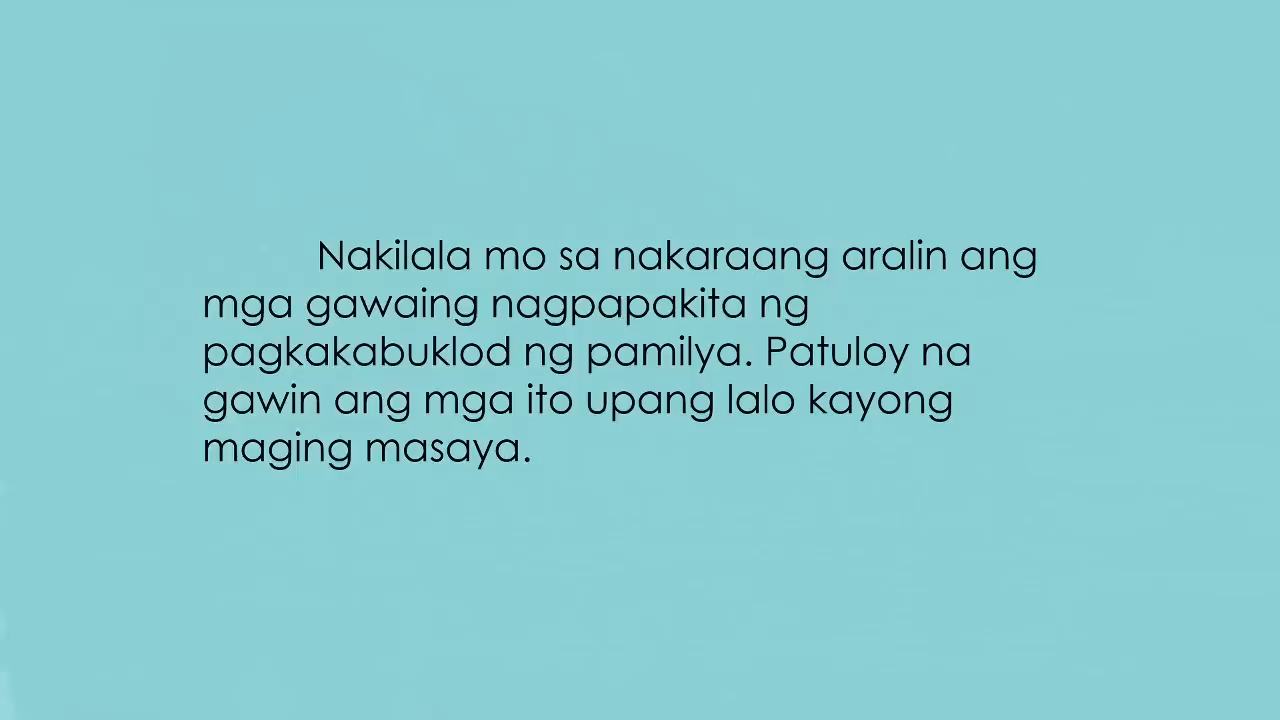 Nakilala mo sa nakaraang aralin ang
mga gawaing nagpapakita ng
pagkakabuklod ng pamilya. Patuloy na
gawin ang mga ito upang lalo kayong
maging masaya.